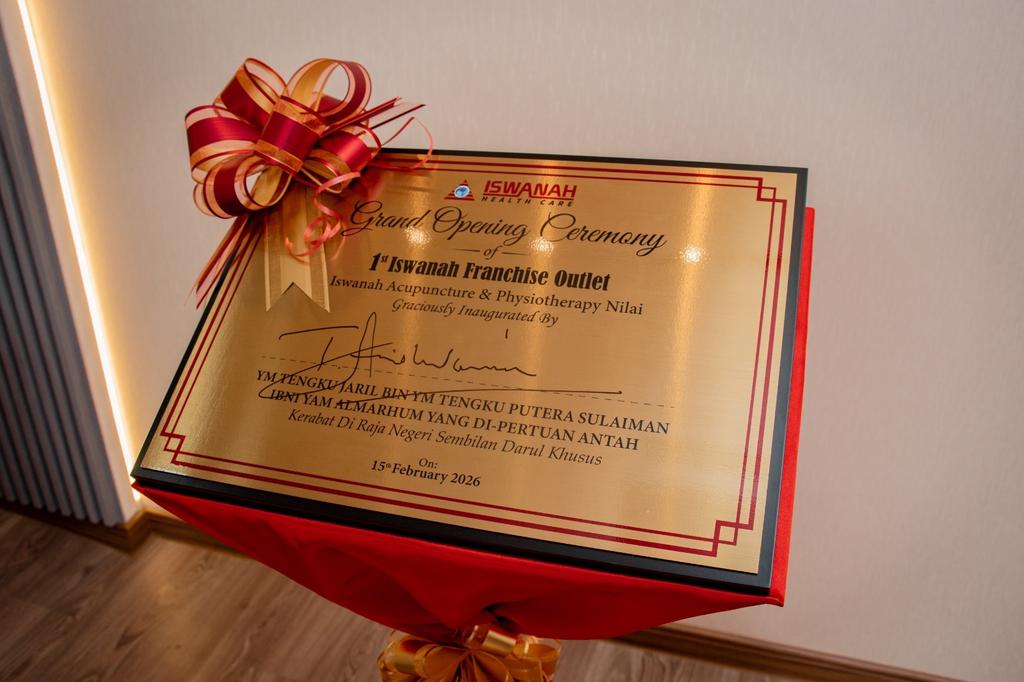 ISWANAH
HEALTH CARE
Grand Opening Ceremony
of
1st Iswanah Franchise Outlet
Iswanah Acupuncture & Physiotherapy Nilai
Graciously Inaugurated By
YM TENGKU JARIL BIN YM TENGKU PUTERA SULAIMAN
IBNI YAM ALMARHUM YANG DI-PERTUAN ANTAH
Kerabat Di Raja Negeri Sembilan Darul Khusus
On:
15th February 2026